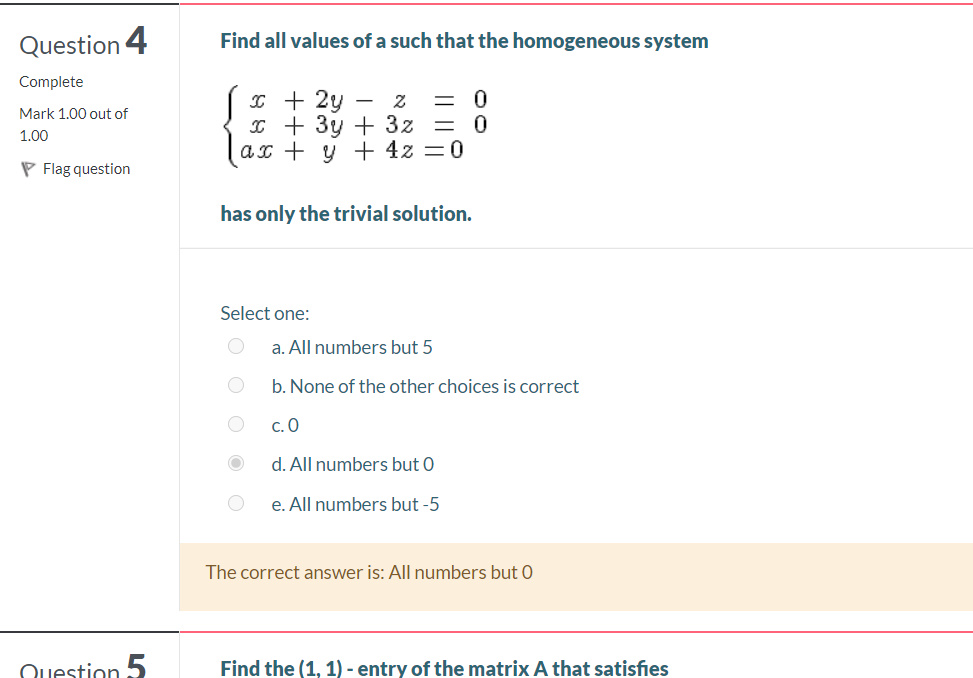 Question 4
Complete
Mark 1.00 out of
1.00
Flag question
Find all values of a such that the homogeneous system
x + 2y − z = 0
x + 3y + 3z = 0
ax + y + 4z = 0
has only the trivial solution.
Select one:
a. All numbers but 5
b. None of the other choices is correct
c. 0
d. All numbers but 0
e. All numbers but -5
The correct answer is: All numbers but 0
Question 5
Find the (1, 1) - entry of the matrix A that satisfies